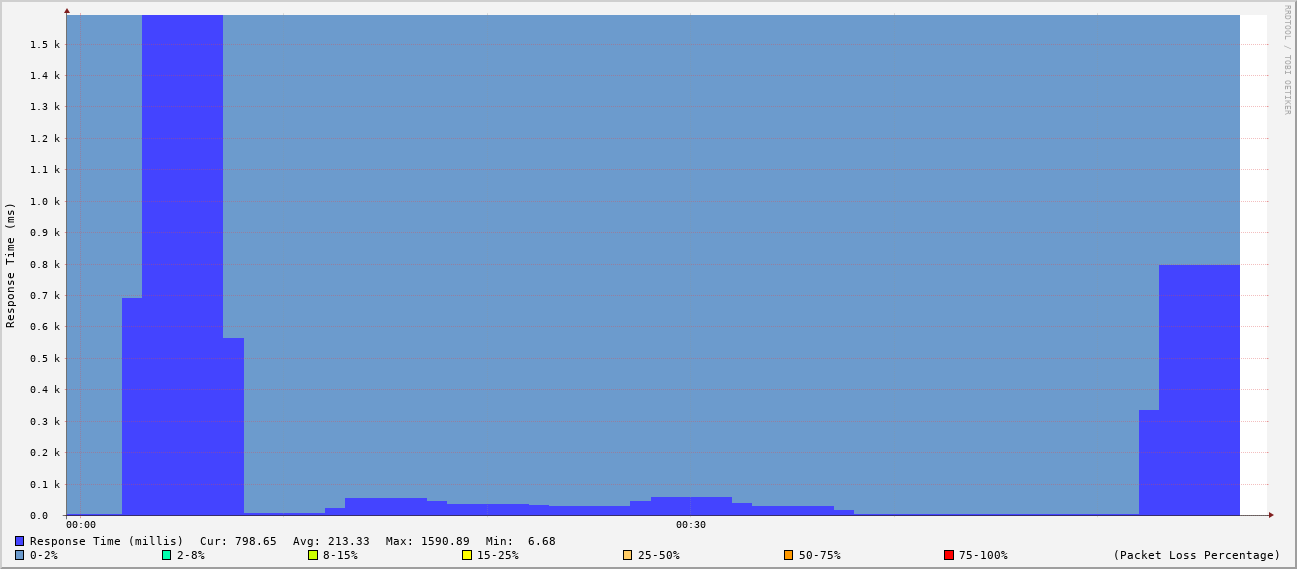 RRDTOOL / TOBI OETIKER
Response Time (ms)
1.5 k
1.4 k
1.3 k
1.2 k
1.1 k
1.0 k
0.9 k
0.8 k
0.7 k
0.6 k
0.5 k
0.4 k
0.3 k
0.2 k
0.1 k
0.0
00:00 00:30
Response Time (millis) Cur: 798.65 Avg: 213.33 Max: 1590.89 Min: 6.68
0-2% 2-8% 8-15% 15-25% 25-50% 50-75% 75-100% (Packet Loss Percentage)